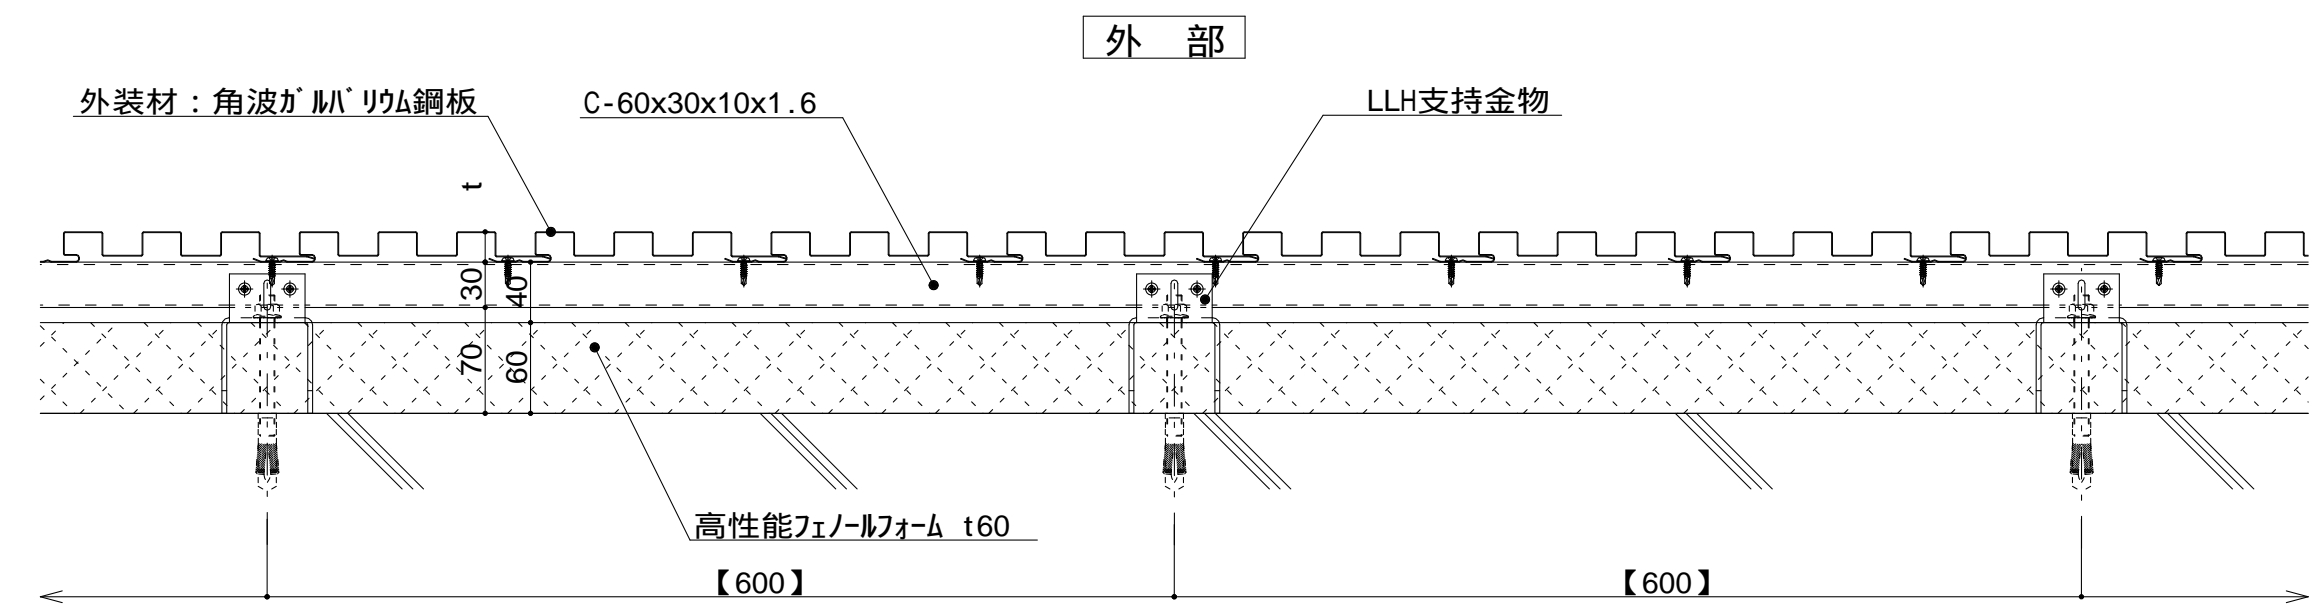 外 部
外装材：角波ｶﾞﾙﾊﾞﾘｳﾑ鋼板
C-60x30x10x1.6
LLH支持金物
t
30
40
70
60
高性能ﾌｪﾉｰﾙﾌｫｰﾑ t60
【600】
【600】